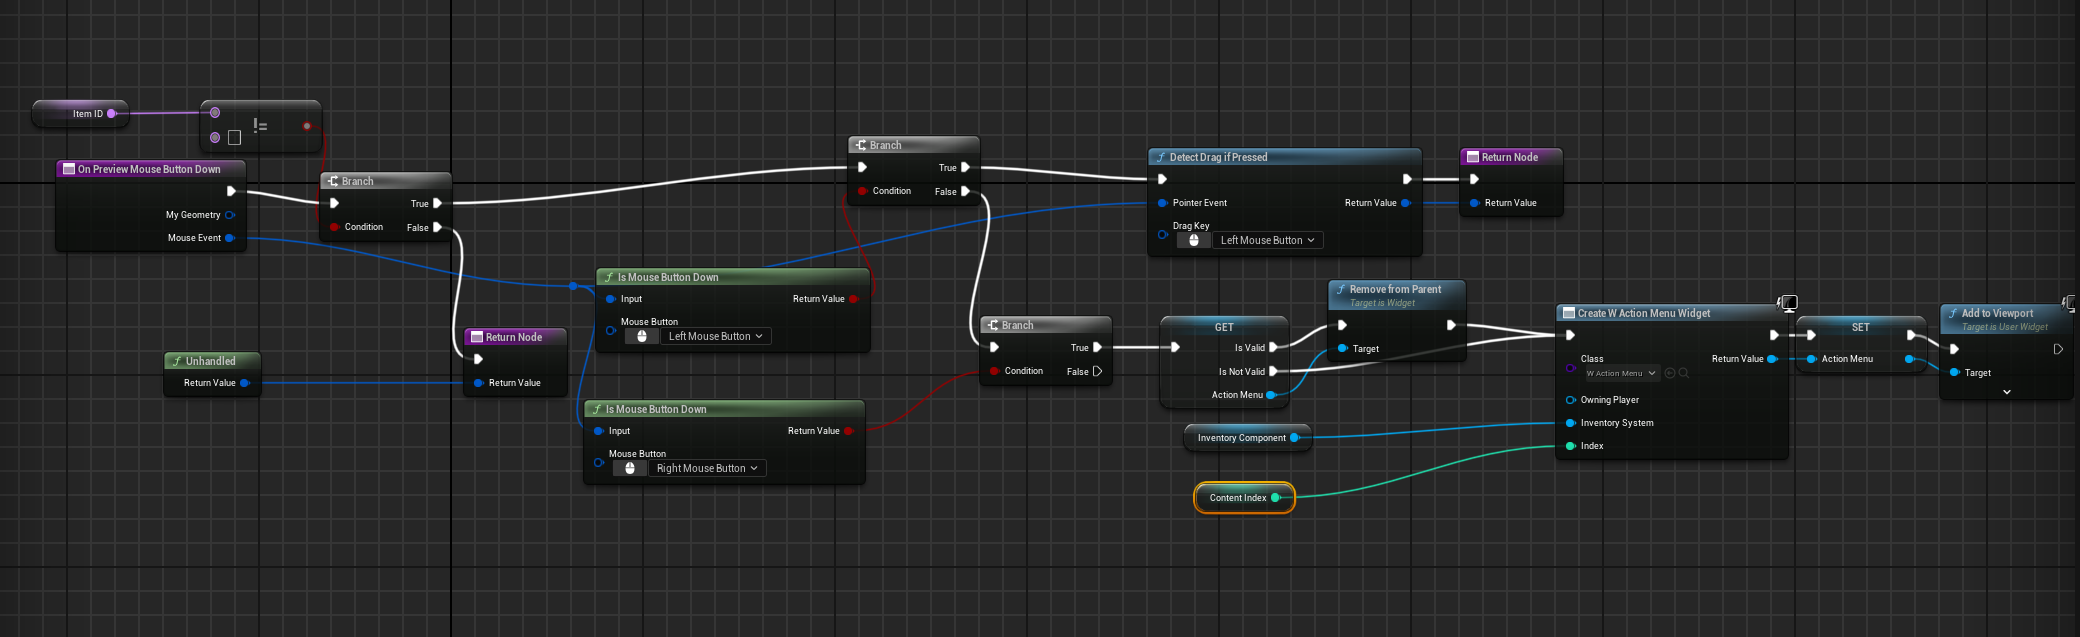 Item ID
!=
On Preview Mouse Button Down
My Geometry
Mouse Event
Branch
True
Condition
False
Return Node
Return Value
Unhandled
Return Value
Is Mouse Button Down
Input
Return Value
Mouse Button
Left Mouse Button
Is Mouse Button Down
Input
Return Value
Mouse Button
Right Mouse Button
Branch
True
Condition
False
Branch
True
Condition
False
Detect Drag if Pressed
Pointer Event
Return Value
Drag Key
Left Mouse Button
Return Node
Return Value
GET
Is Valid
Is Not Valid
Action Menu
Remove from Parent
Target is Widget
Target
Inventory Component
Content Index
Create W Action Menu Widget
Class
Return Value
W Action Menu
Owning Player
Inventory System
Index
SET
Action Menu
Add to Viewport
Target is User Widget
Target